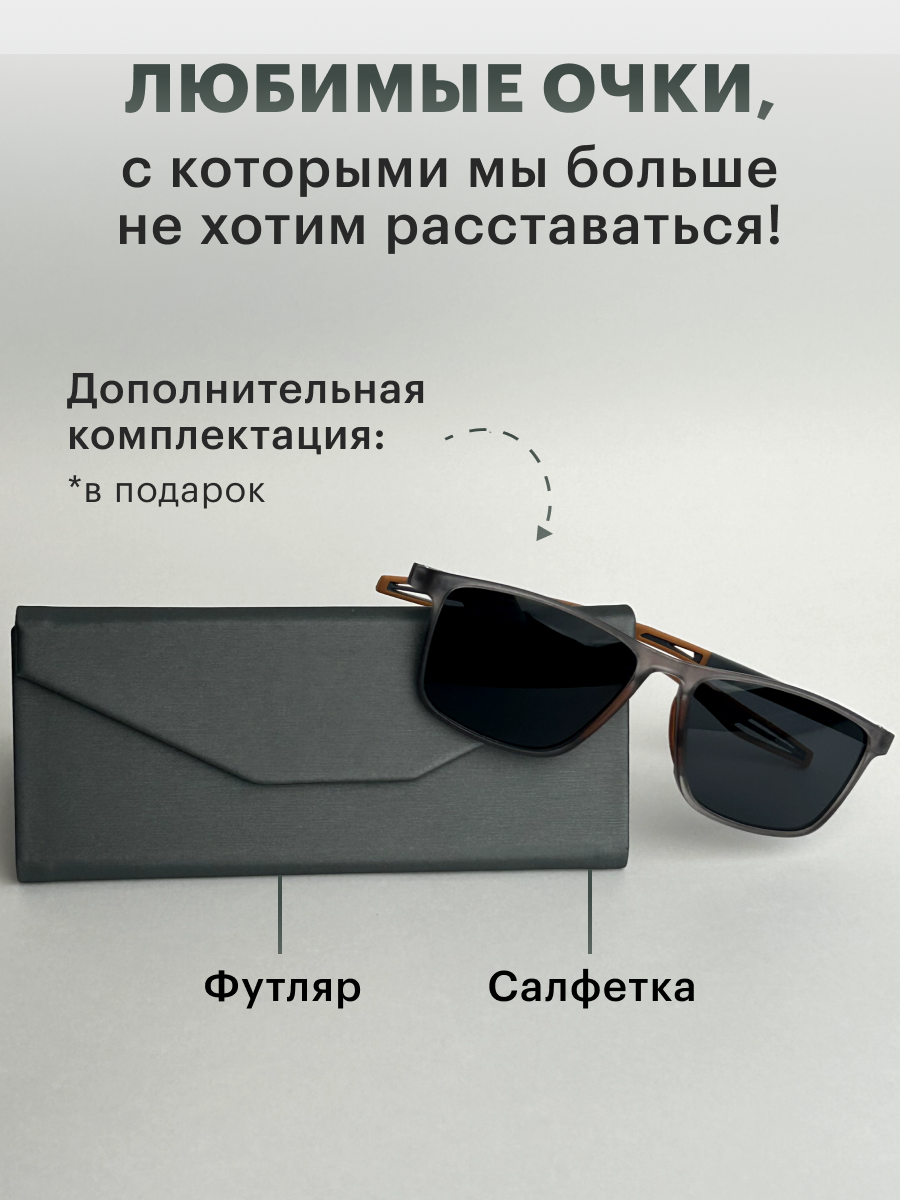 ЛЮБИМЫЕ ОЧКИ,
с которыми мы больше
не хотим расставаться!
Дополнительная
комплектация:
*в подарок
Футляр
Салфетка